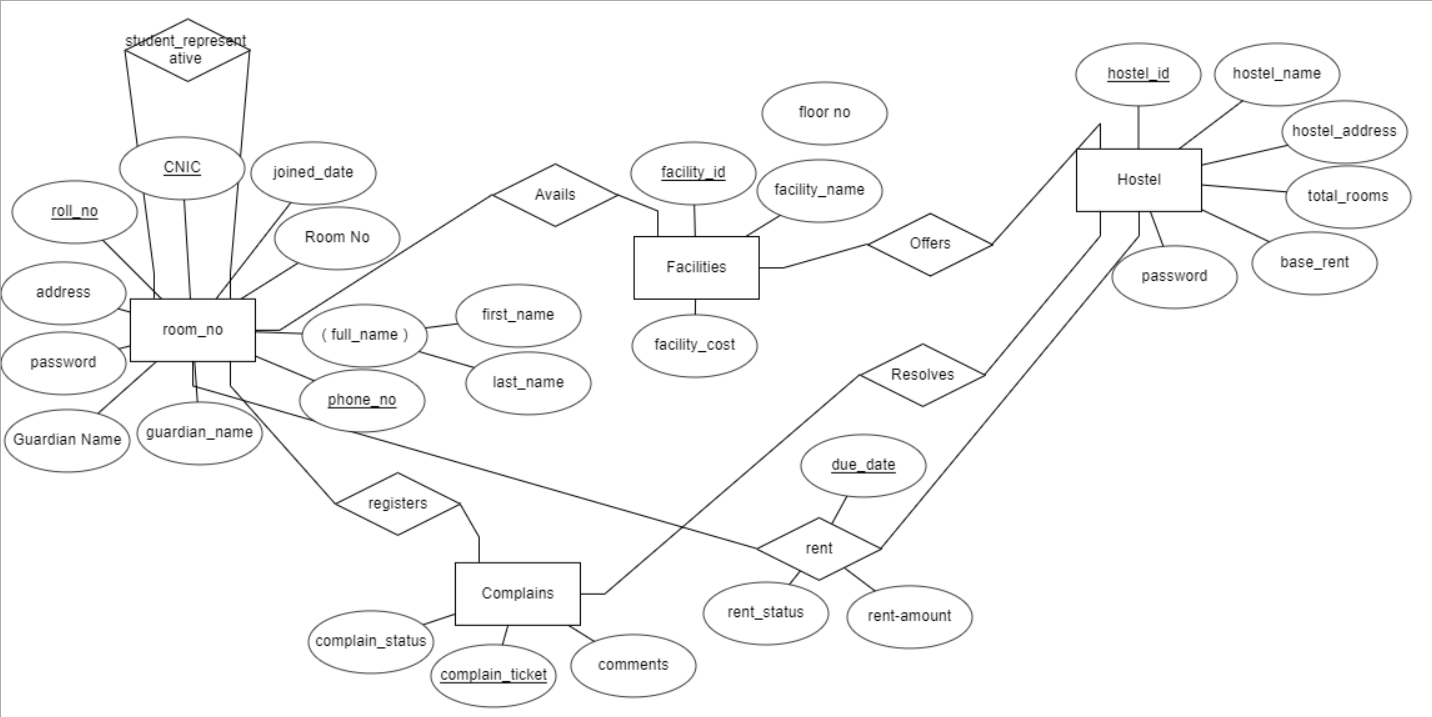 student_represent
ative
hostel_id
hostel_name
floor no
hostel_address
CNIC
joined_date
facility_id
facility_name
Avails
Hostel
total_rooms
roll_no
Room No
Offers
base_rent
password
Facilities
address
room_no
( full_name )
first_name
facility_cost
password
last_name
Resolves
phone_no
Guardian Name
guardian_name
due_date
registers
rent
Complains
rent_status
rent-amount
complain_status
complain_ticket
comments